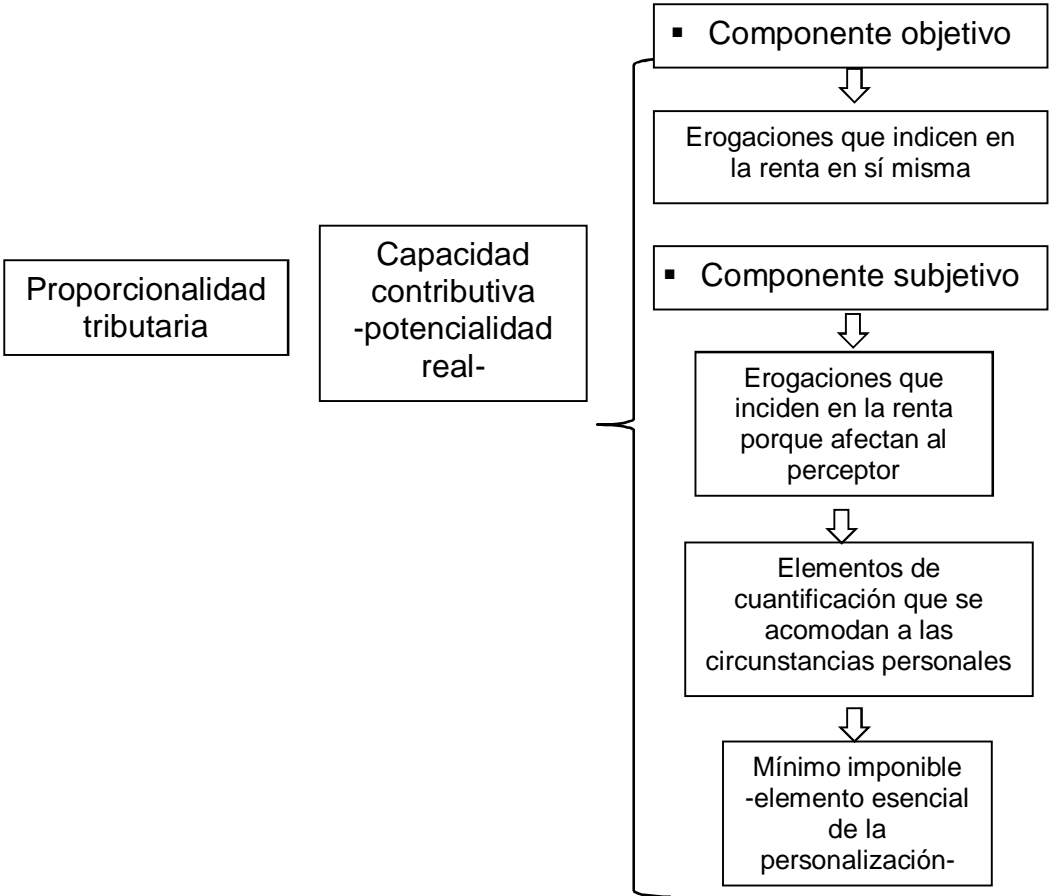 Proporcionalidad
tributaria
Capacidad
contributiva
-potencialidad
real-
▪ Componente objetivo
Erogaciones que indicen en
la renta en sí misma
▪ Componente subjetivo
Erogaciones que
inciden en la renta
porque afectan al
perceptor
Elementos de
cuantificación que se
acomodan a las
circunstancias personales
Mínimo imponible
-elemento esencial
de la
personalización-